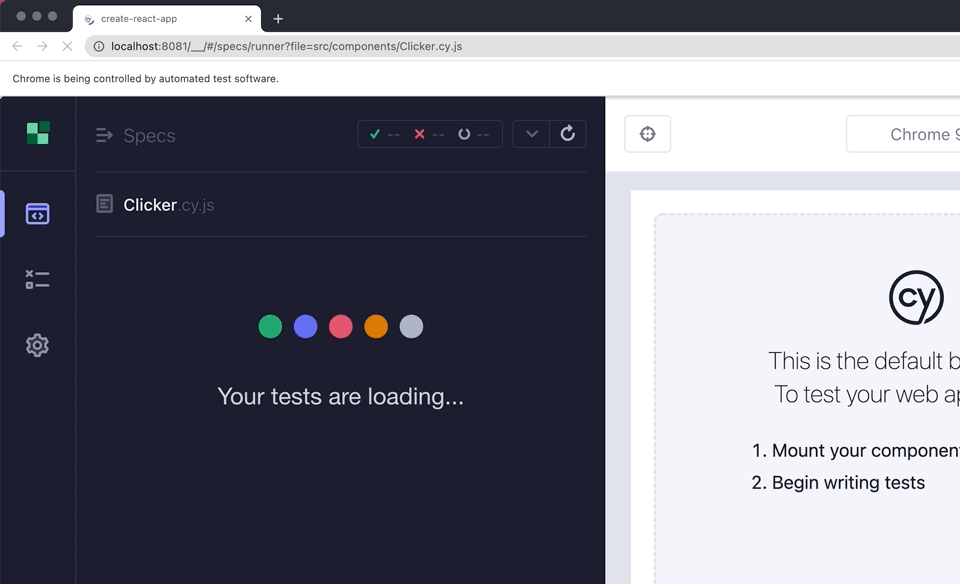 create-react-app
localhost:8081/__/#/specs/runner?file=src/components/Clicker.cy.js
Chrome is being controlled by automated test software.
Specs
-- -- --
Chrome 9
Clicker.cy.js
cy
This is the default b
To test your web ap
1. Mount your component
2. Begin writing tests
Your tests are loading...